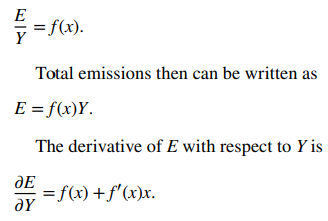 E/Y = f(x).
Total emissions then can be written as
E = f(x)Y.
The derivative of E with respect to Y is
∂E/∂Y = f(x) + f′(x)x.